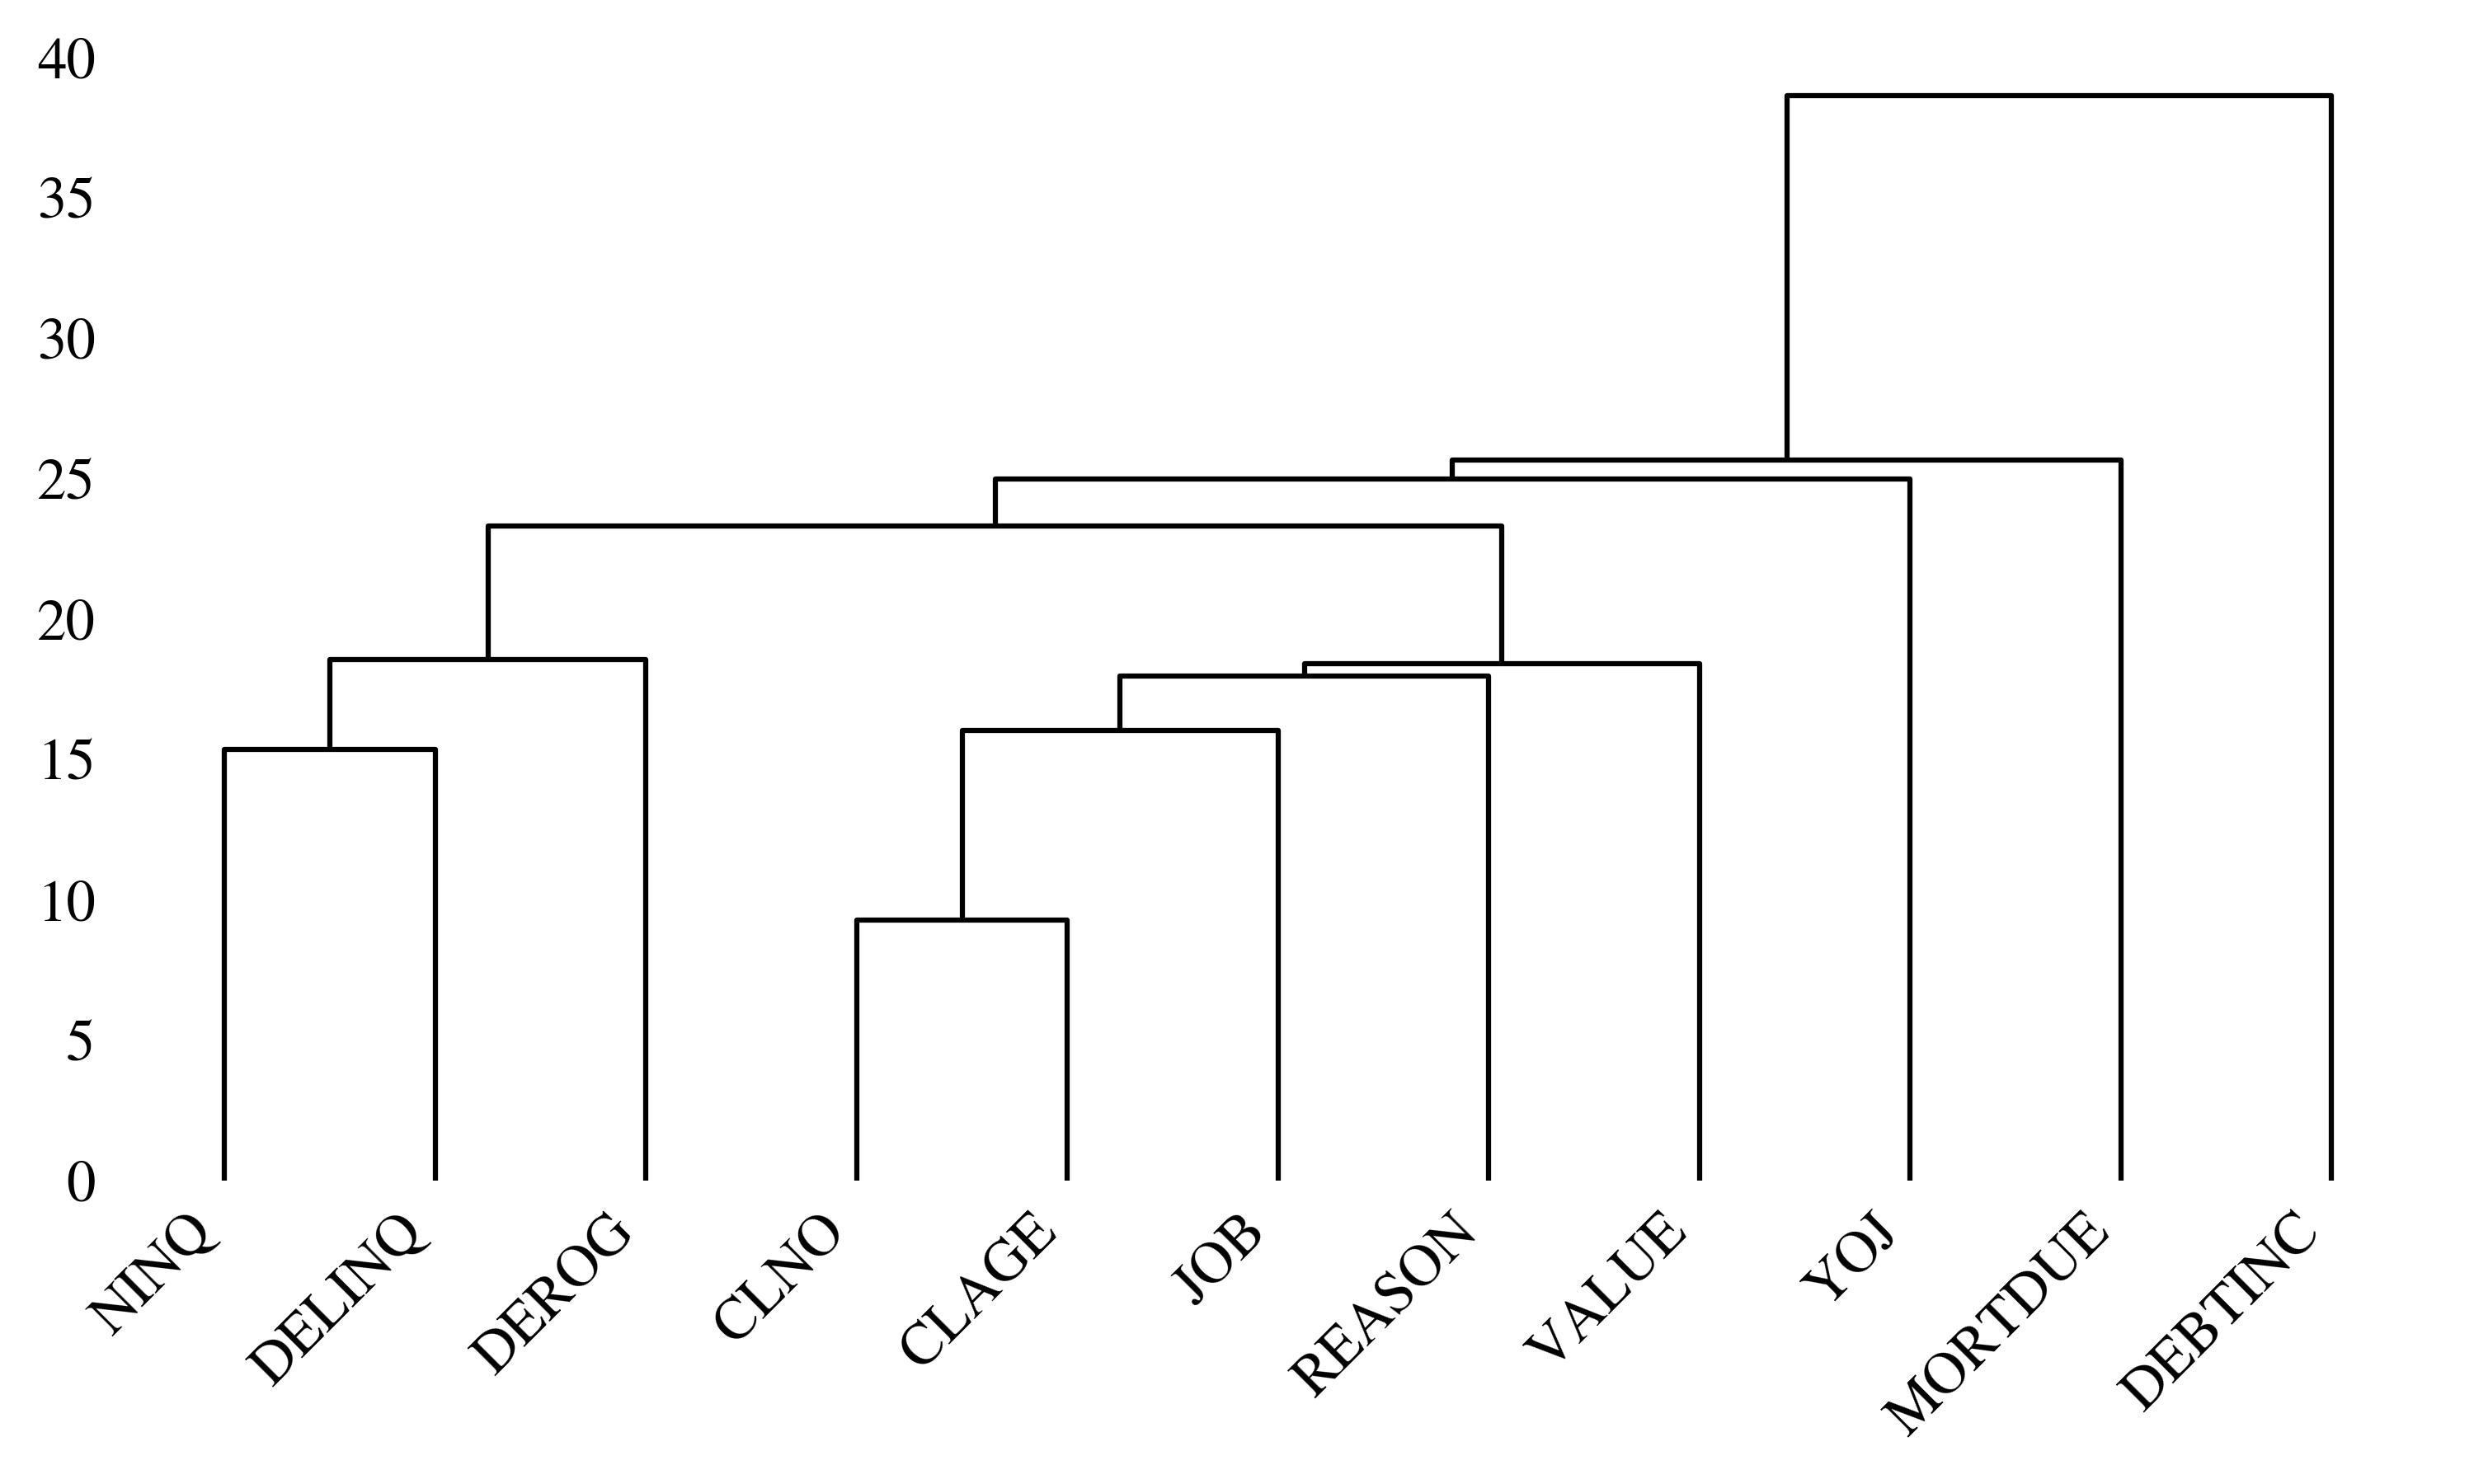 40
35
30
25
20
15
10
5
0
NINQ
DELINQ
DEROG
CLNO
CLAGE
JOB
REASON
VALUE
YOJ
MORTDUE
DEBTINC